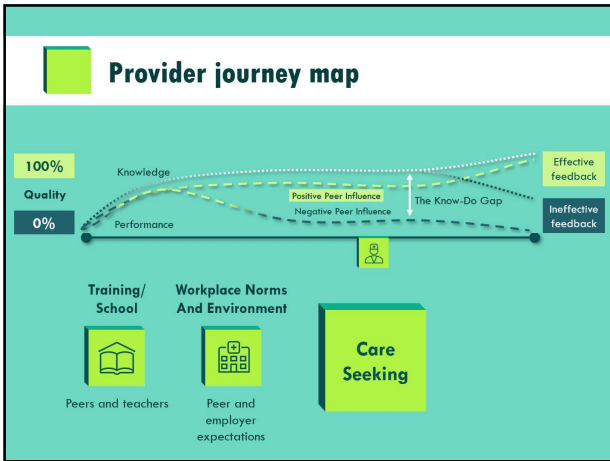 Provider journey map
100%
Quality
0%
Knowledge
Performance
Positive Peer Influence
Negative Peer Influence
The Know-Do Gap
Effective
feedback
Ineffective
feedback
Training/
School
Peers and teachers
Workplace Norms
And Environment
Peer and
employer
expectations
Care
Seeking